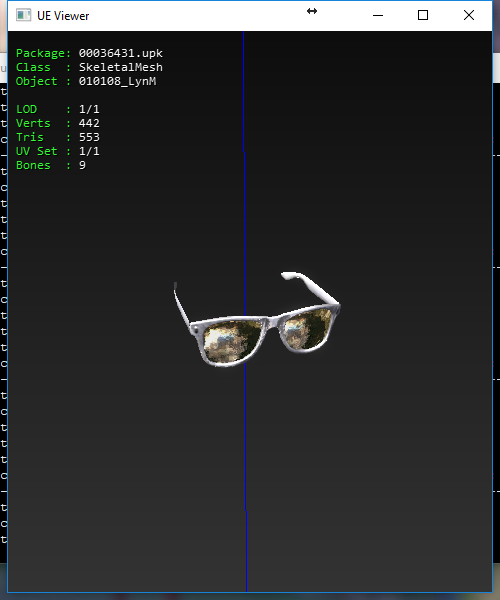 UE Viewer
Package: 00036431.upk
Class : SkeletalMesh
Object : 010108_LynM
LOD : 1/1
Verts : 442
Tris : 553
UV Set : 1/1
Bones : 9